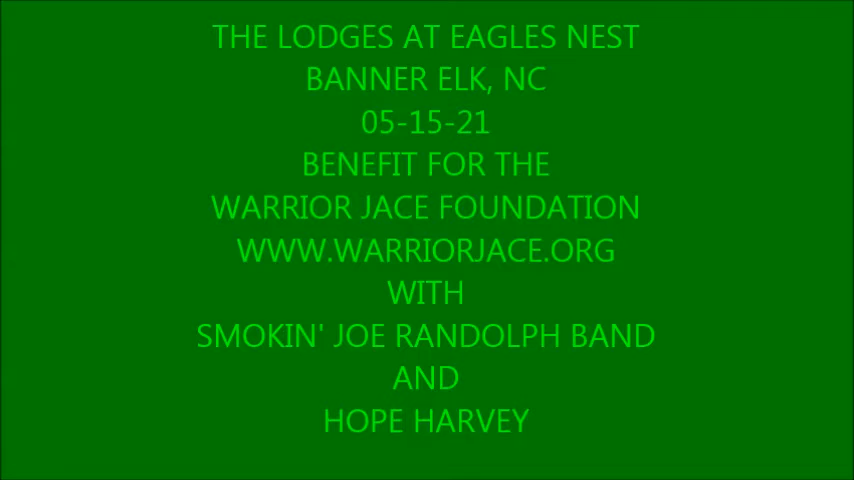 THE LODGES AT EAGLES NEST
BANNER ELK, NC
05-15-21
BENEFIT FOR THE
WARRIOR JACE FOUNDATION
WWW.WARRIORJACE.ORG
WITH
SMOKIN' JOE RANDOLPH BAND
AND
HOPE HARVEY